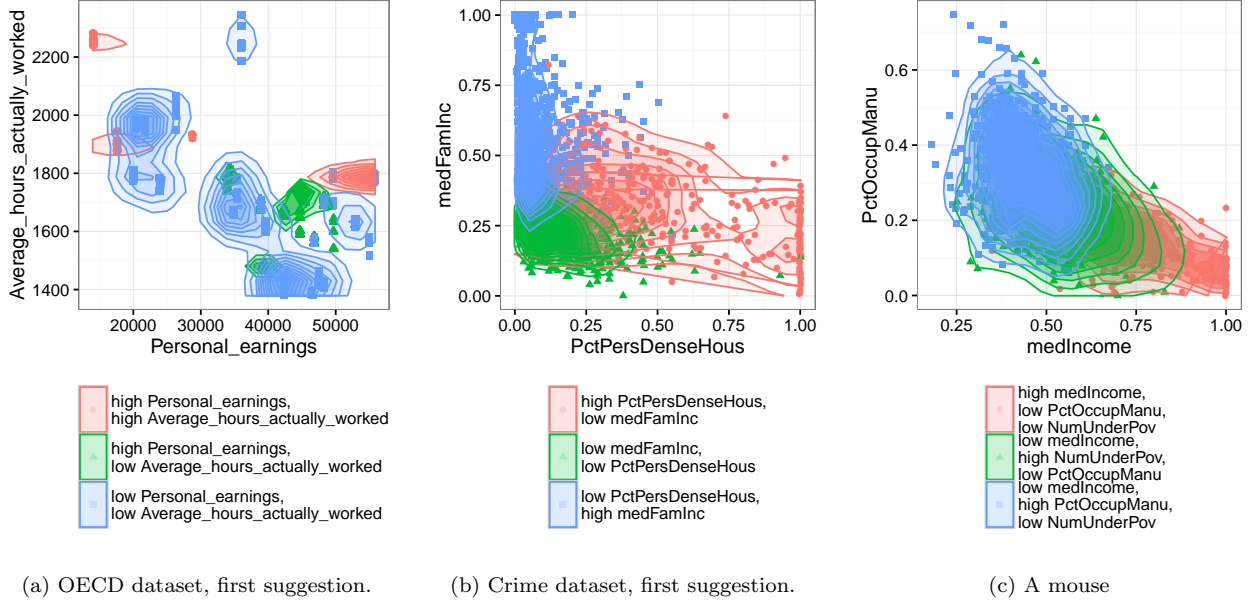 2200
2000
1800
1600
1400
Average_hours_actually_worked
20000 30000 40000 50000
Personal_earnings
high Personal_earnings,
high Average_hours_actually_worked
high Personal_earnings,
low Average_hours_actually_worked
low Personal_earnings,
low Average_hours_actually_worked
(a) OECD dataset, first suggestion.
1.00
0.75
0.50
0.25
0.00
medFamInc
0.00 0.25 0.50 0.75 1.00
PctPersDenseHous
high PctPersDenseHous,
low medFamInc
low medFamInc,
low PctPersDenseHous
low PctPersDenseHous,
high medFamInc
(b) Crime dataset, first suggestion.
0.6
0.4
0.2
0.0
PctOccupManu
0.25 0.50 0.75 1.00
medIncome
high medIncome,
low PctOccupManu,
low NumUnderPov
low medIncome,
high NumUnderPov,
low PctOccupManu
low medIncome,
high PctOccupManu,
low NumUnderPov
(c) A mouse